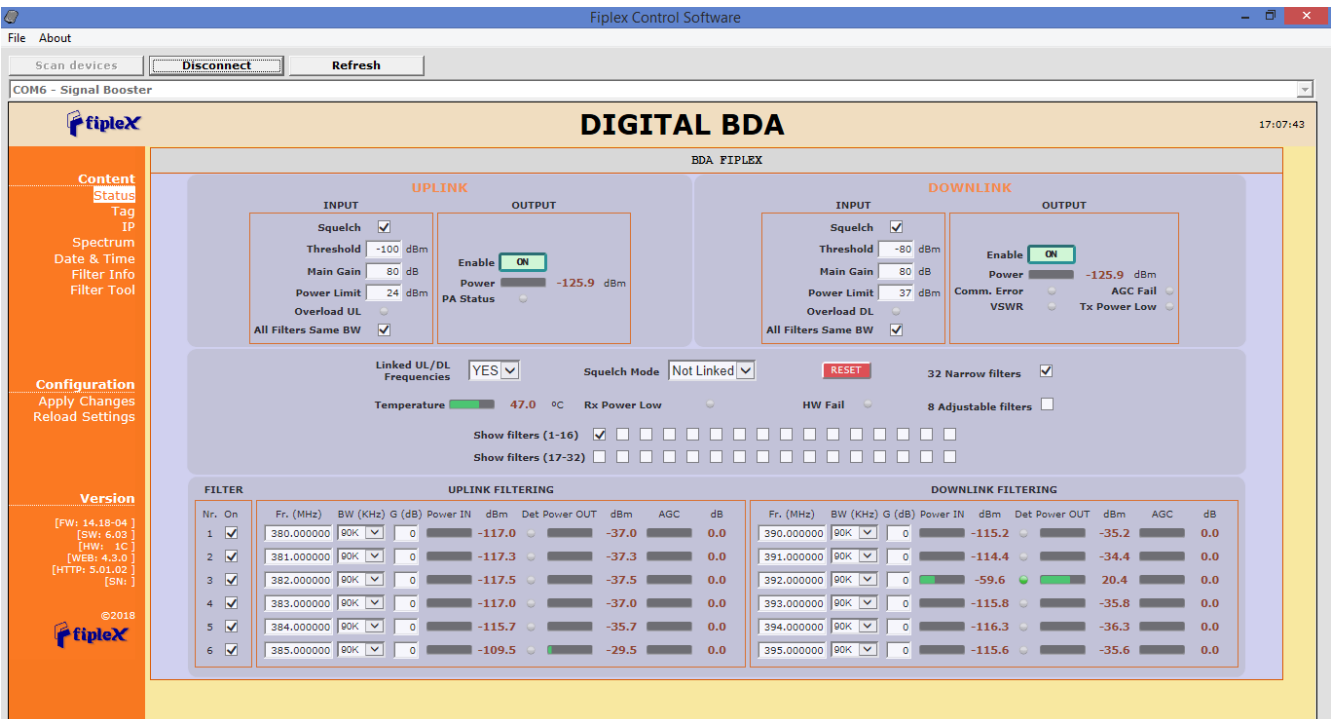 Fiplex Control Software
File About
Scan devices Disconnect Refresh
COM6 - Signal Booster
fipleX DIGITAL BDA 17:07:43
BDA FIPLEX
Content
Status
Tag
IP
Spectrum
Date & Time
Filter Info
Filter Tool
Configuration
Apply Changes
Reload Settings
Version
[FW: 14.18-04 ]
[SW: 6.03 ]
[HW: 1C ]
[WEB: 4.3.0 ]
[HTTP: 5.01.02 ]
[SN: ]
©2018
fipleX
UPLINK
INPUT OUTPUT
Squelch
Threshold -100 dBm
Main Gain 80 dB
Power Limit 24 dBm
Overload UL
All Filters Same BW
Enable ON
Power -125.9 dBm
PA Status
DOWNLINK
INPUT OUTPUT
Squelch
Threshold -80 dBm
Main Gain 80 dB
Power Limit 37 dBm
Overload DL
All Filters Same BW
Enable ON
Power -125.9 dBm
Comm. Error AGC Fail
VSWR Tx Power Low
Linked UL/DL Frequencies YES Squelch Mode Not Linked RESET 32 Narrow filters
Temperature 47.0 ºC Rx Power Low HW Fail 8 Adjustable filters
Show filters (1-16)
Show filters (17-32)
FILTER UPLINK FILTERING DOWNLINK FILTERING
Nr. On Fr. (MHz) BW (KHz) G (dB) Power IN dBm Det Power OUT dBm AGC dB Fr. (MHz) BW (KHz) G (dB) Power IN dBm Det Power OUT dBm AGC dB
1 380.000000 90K 0 -117.0 -37.0 0.0 390.000000 90K 0 -115.2 -35.2 0.0
2 381.000000 90K 0 -117.3 -37.3 0.0 391.000000 90K 0 -114.4 -34.4 0.0
3 382.000000 90K 0 -117.5 -37.5 0.0 392.000000 90K 0 -59.6 20.4 0.0
4 383.000000 90K 0 -117.0 -37.0 0.0 393.000000 90K 0 -115.8 -35.8 0.0
5 384.000000 90K 0 -115.7 -35.7 0.0 394.000000 90K 0 -116.3 -36.3 0.0
6 385.000000 90K 0 -109.5 -29.5 0.0 395.000000 90K 0 -115.6 -35.6 0.0